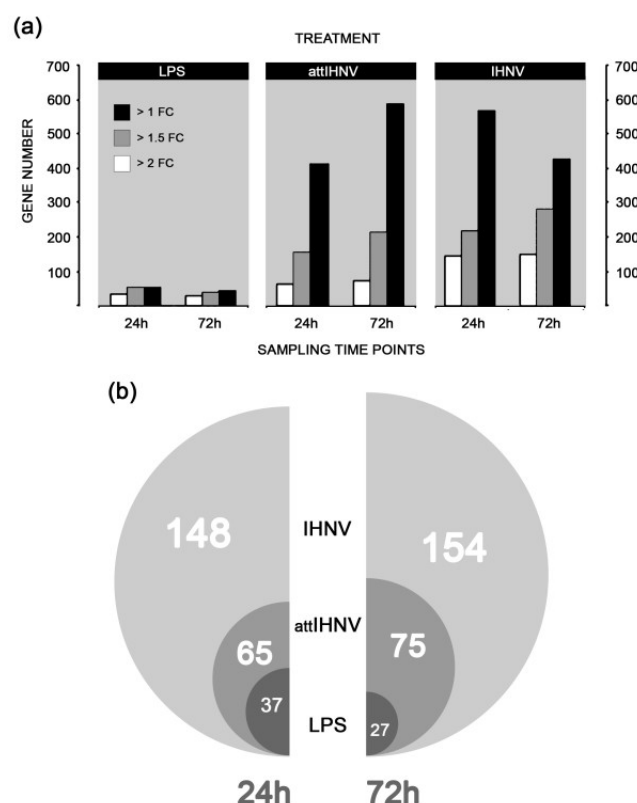 (a)
TREATMENT
LPS attIHNV IHNV
700 700
600 600
500 500
400 400
300 300
200 200
100 100
GENE NUMBER
> 1 FC
> 1.5 FC
> 2 FC
24h 72h 24h 72h 24h 72h
SAMPLING TIME POINTS
(b)
148 IHNV 154
65 attIHNV 75
37 LPS 27
24h 72h